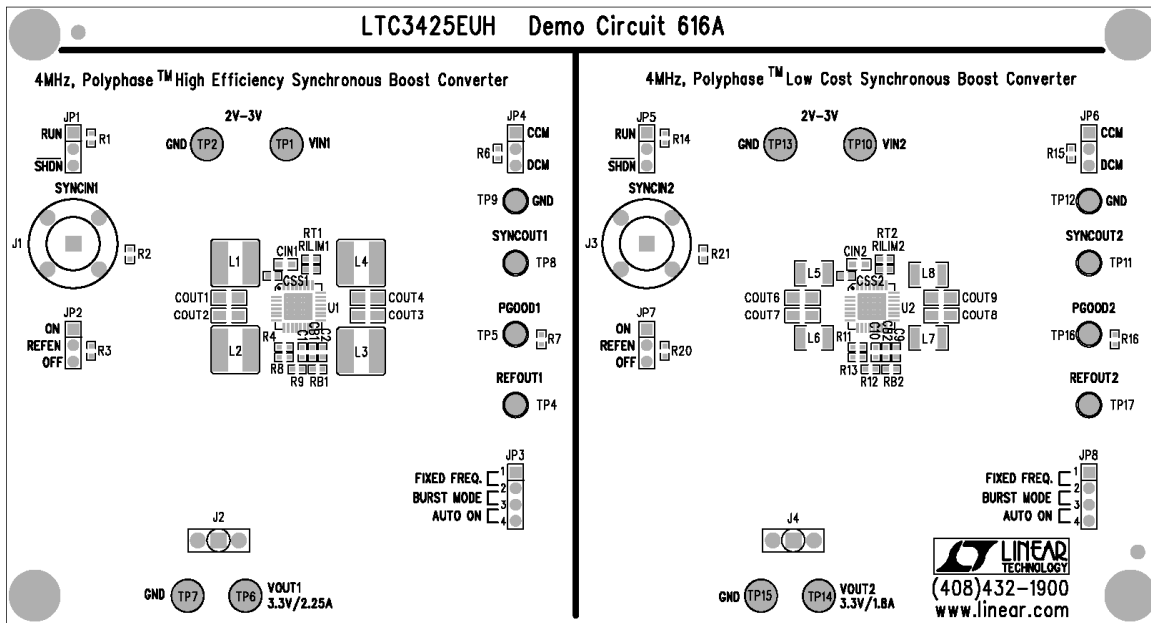 LTC3425EUH Demo Circuit 616A
4MHz, Polyphase™ High Efficiency Synchronous Boost Converter
JP1
RUN
R1
SHDN
2V-3V
GND TP2 TP1 VIN1
JP4
CCM
R6
DCM
SYNCIN1
J1
R2
TP9 GND
SYNCOUT1
TP8
RT1
RILIM1
CIN1
L1
L4
CSS1
COUT1
COUT2
U1
COUT4
COUT3
L2
L3
R4
C1
CB1
C2
R8
R9
RB1
JP2
ON
REFEN
OFF
R3
PGOOD1
TP5
R7
REFOUT1
TP4
JP3
FIXED FREQ. 1
2
BURST MODE
3
AUTO ON
4
J2
GND TP7 TP6 VOUT1
3.3V/2.25A
4MHz, Polyphase™ Low Cost Synchronous Boost Converter
JP5
RUN
R14
SHDN
2V-3V
GND TP13 TP10 VIN2
JP6
CCM
R15
DCM
SYNCIN2
J3
R21
TP12 GND
SYNCOUT2
TP11
RT2
RILIM2
CIN2
L5
L8
CSS2
COUT6
COUT7
U2
COUT9
COUT8
L6
L7
R11
C10
CB2
C9
R13
R12
RB2
JP7
ON
REFEN
OFF
R20
PGOOD2
TP16
R16
REFOUT2
TP17
JP8
FIXED FREQ. 1
2
BURST MODE
3
AUTO ON
4
J4
GND TP15 TP14 VOUT2
3.3V/1.8A
LINEAR
TECHNOLOGY
(408)432-1900
www.linear.com